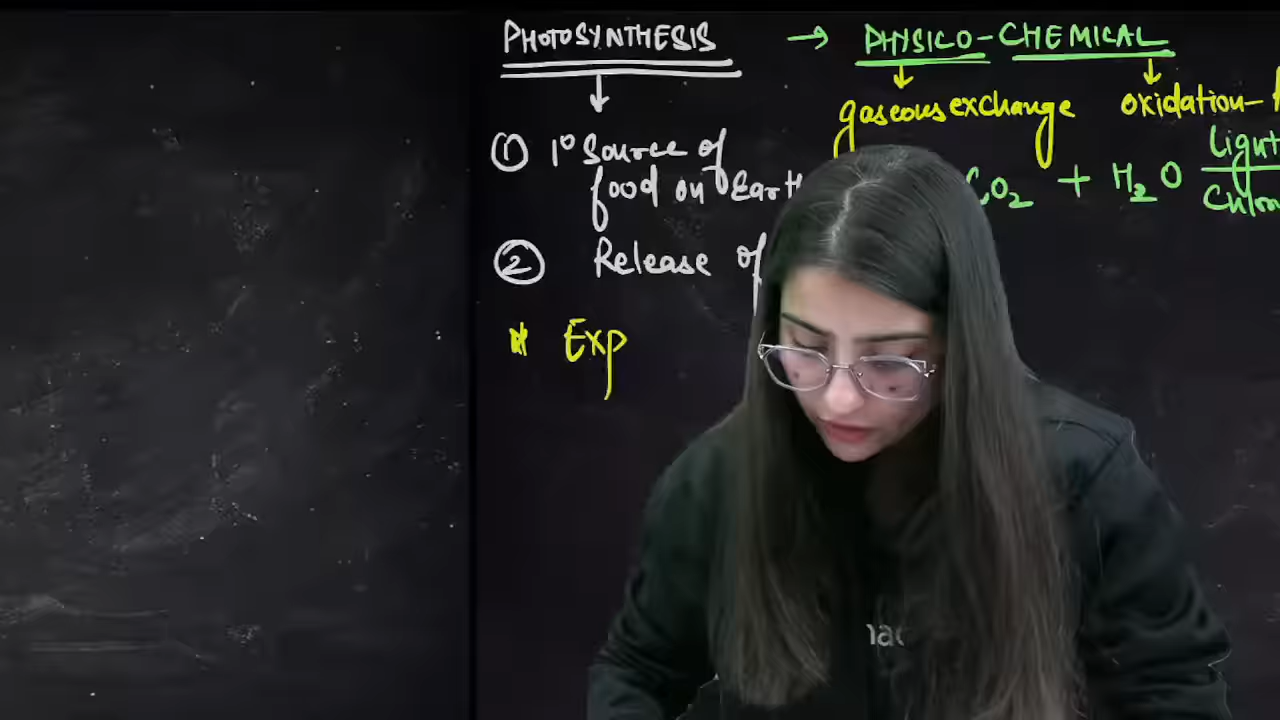 PHOTOSYNTHESIS → PHYSICO-CHEMICAL
gaseous exchange oxidation-
① 1° Source of
food on Earth
CO₂ + H₂O Light
② Release of
* Exp